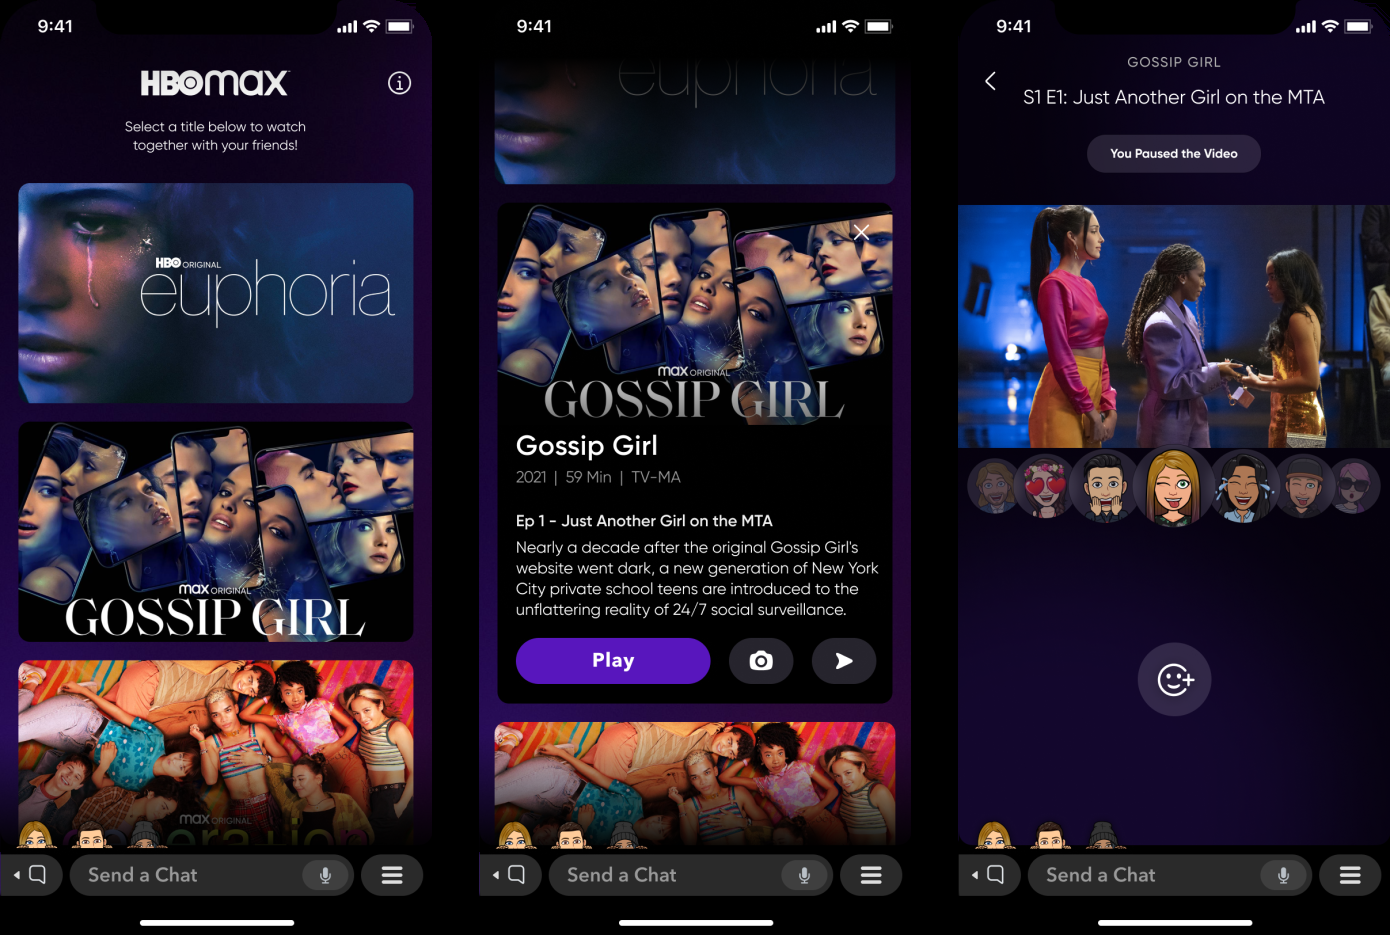 9:41
HBOMAX
Select a title below to watch
together with your friends!
HBO ORIGINAL
euphoria
max ORIGINAL
GOSSIP GIRL
max ORIGINAL
Send a Chat
9:41
euphoria
max ORIGINAL
GOSSIP GIRL
Gossip Girl
2021 | 59 Min | TV-MA
Ep 1 - Just Another Girl on the MTA
Nearly a decade after the original Gossip Girl's
website went dark, a new generation of New York
City private school teens are introduced to the
unflattering reality of 24/7 social surveillance.
Play
Send a Chat
9:41
GOSSIP GIRL
S1 E1: Just Another Girl on the MTA
You Paused the Video
Send a Chat